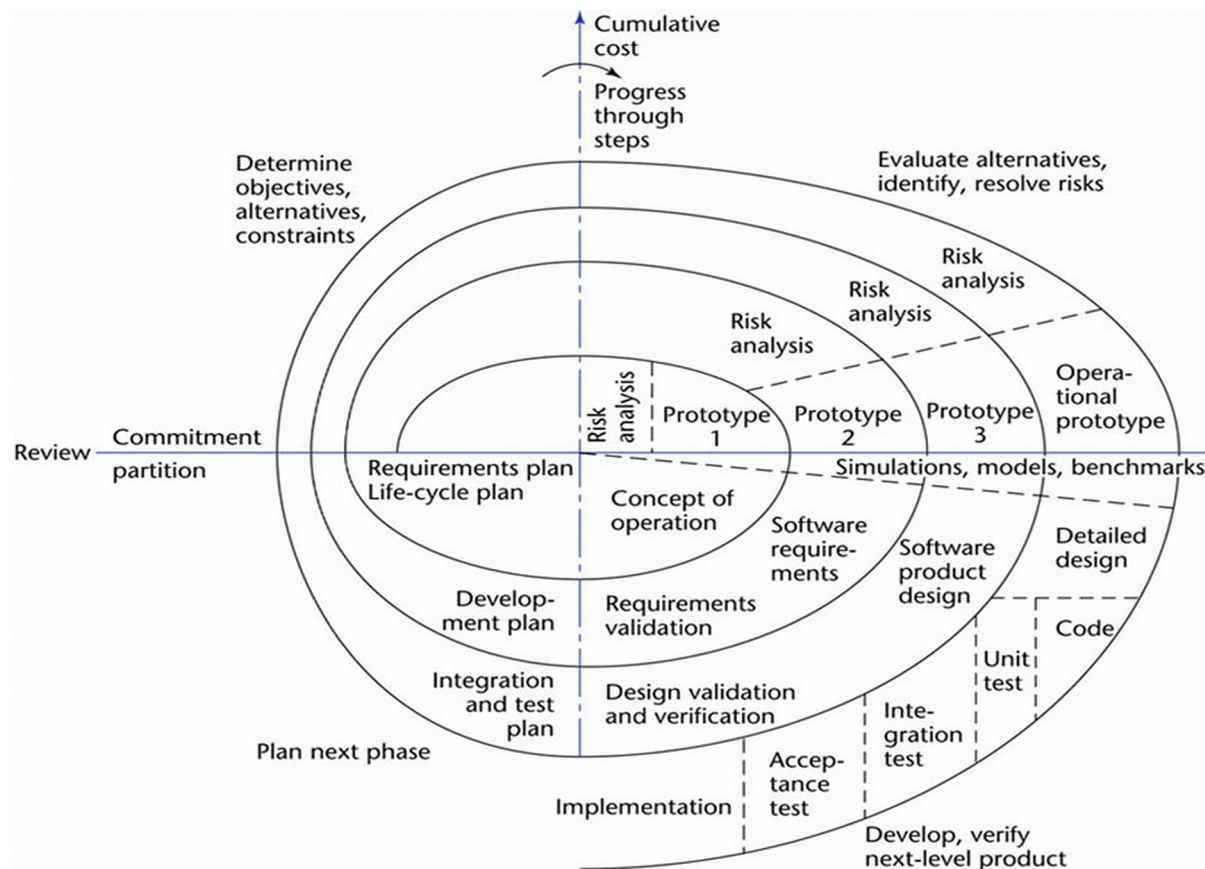 Cumulative
cost
Progress
through
steps
Determine
objectives,
alternatives,
constraints
Evaluate alternatives,
identify, resolve risks
Risk
analysis
Risk
analysis
Risk
analysis
Risk
analysis
Prototype
1
Prototype
2
Prototype
3
Opera-
tional
prototype
Review
Commitment
partition
Simulations, models, benchmarks
Requirements plan
Life-cycle plan
Concept of
operation
Software
require-
ments
Software
product
design
Detailed
design
Develop-
ment plan
Requirements
validation
Code
Unit
test
Integration
and test
plan
Design validation
and verification
Inte-
gration
test
Plan next phase
Accep-
tance
test
Implementation
Develop, verify
next-level product